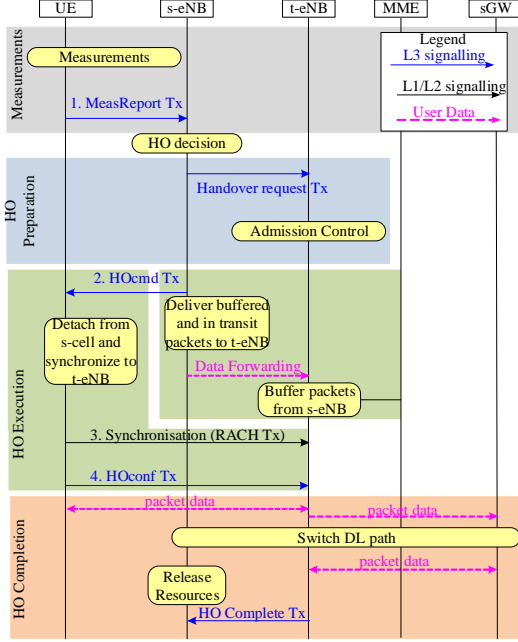 UE
s-eNB
t-eNB
MME
sGW
Measurements
Measurements
Legend
L3 signalling
L1/L2 signalling
User Data
1. MeasReport Tx
HO decision
HO
Preparation
Handover request Tx
Admission Control
HO Execution
2. HOcmd Tx
Detach from
s-cell and
synchronize to
t-eNB
Deliver buffered
and in transit
packets to t-eNB
Data Forwarding
Buffer packets
from s-eNB
3. Synchronisation (RACH Tx)
4. HOconf Tx
HO Completion
packet data
packet data
Switch DL path
packet data
Release
Resources
HO Complete Tx